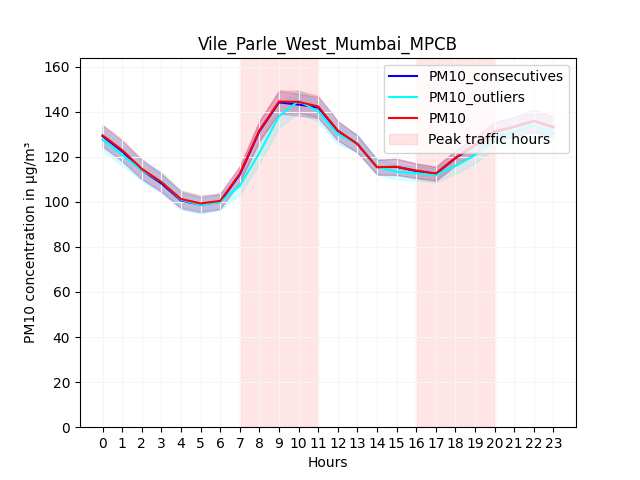 Vile_Parle_West_Mumbai_MPCB
PM10_consecutives
PM10_outliers
PM10
Peak traffic hours
PM10 concentration in µg/m³
160
140
120
100
80
60
40
20
0
0 1 2 3 4 5 6 7 8 9 10 11 12 13 14 15 16 17 18 19 20 21 22 23
Hours